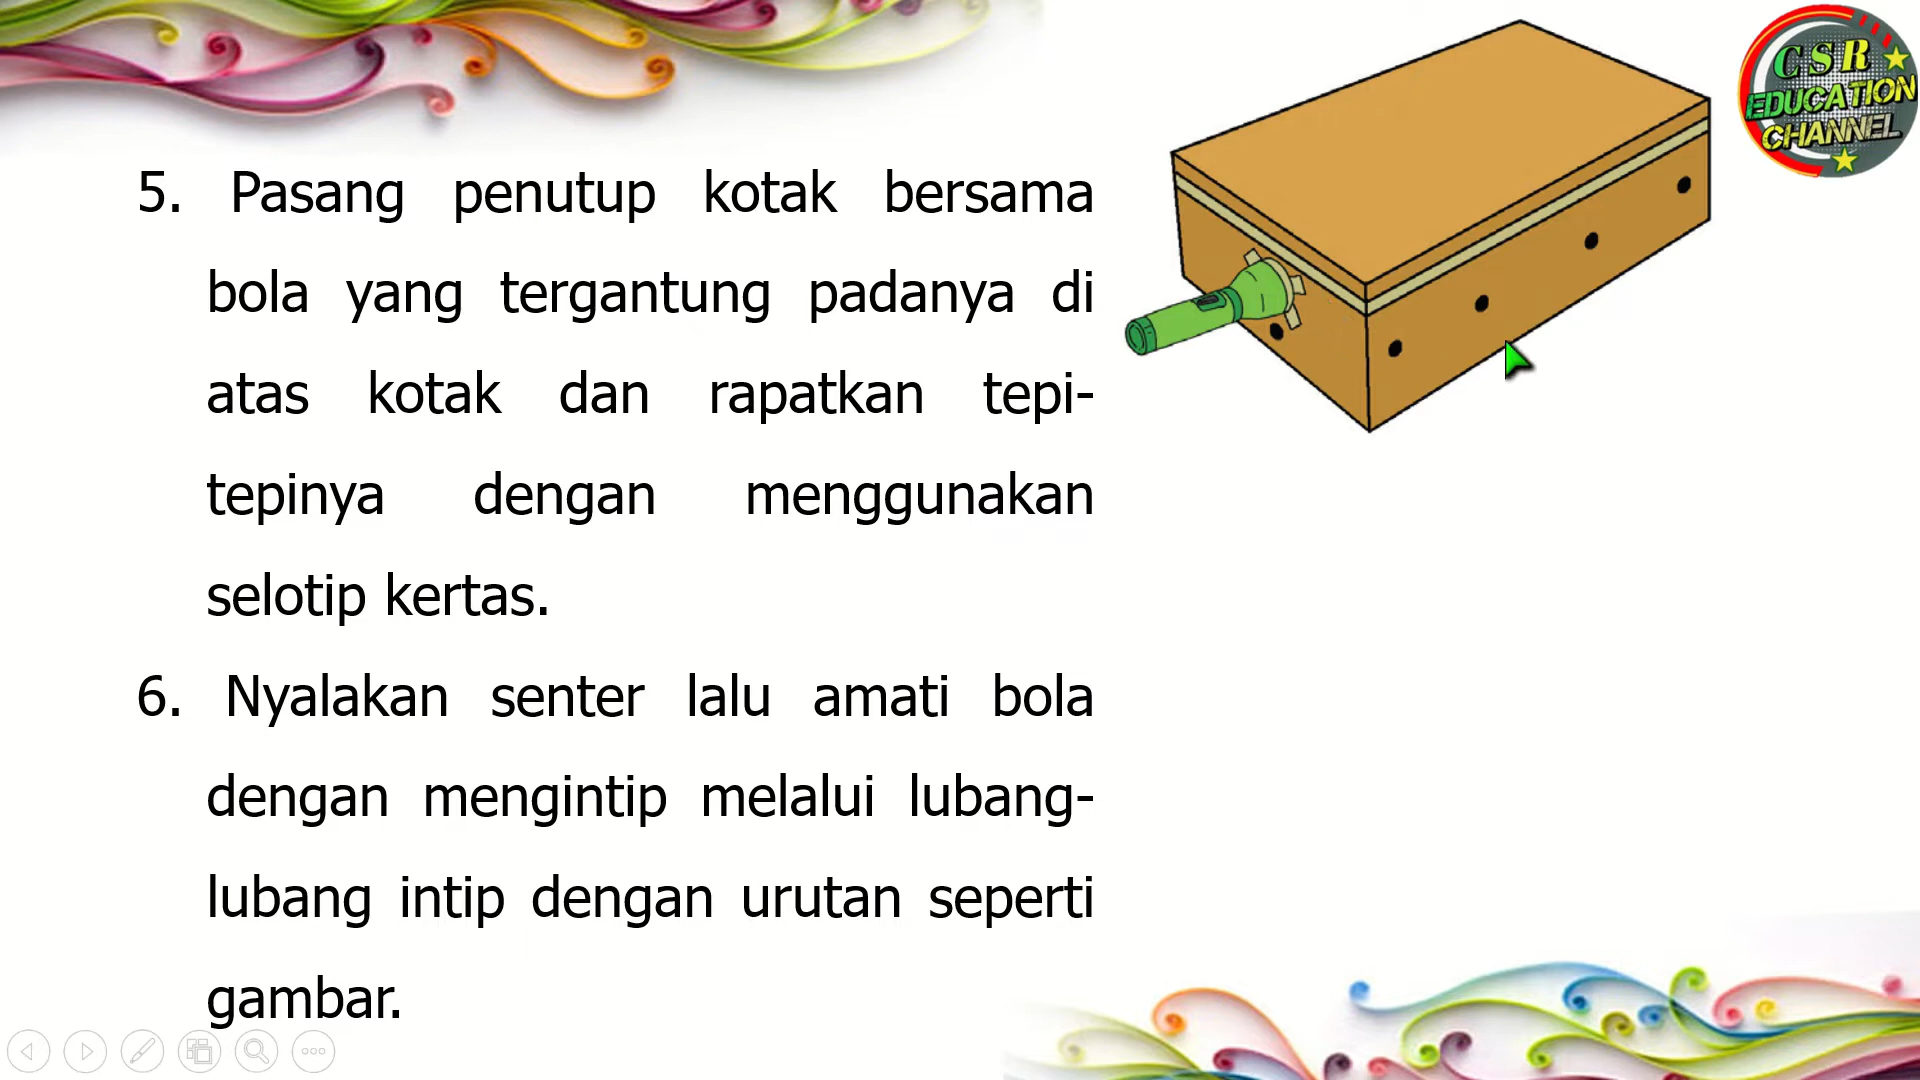 CSR
EDUCATION
CHANNEL
5. Pasang penutup kotak bersama
bola yang tergantung padanya di
atas kotak dan rapatkan tepi-
tepinya dengan menggunakan
selotip kertas.
6. Nyalakan senter lalu amati bola
dengan mengintip melalui lubang-
lubang intip dengan urutan seperti
gambar.